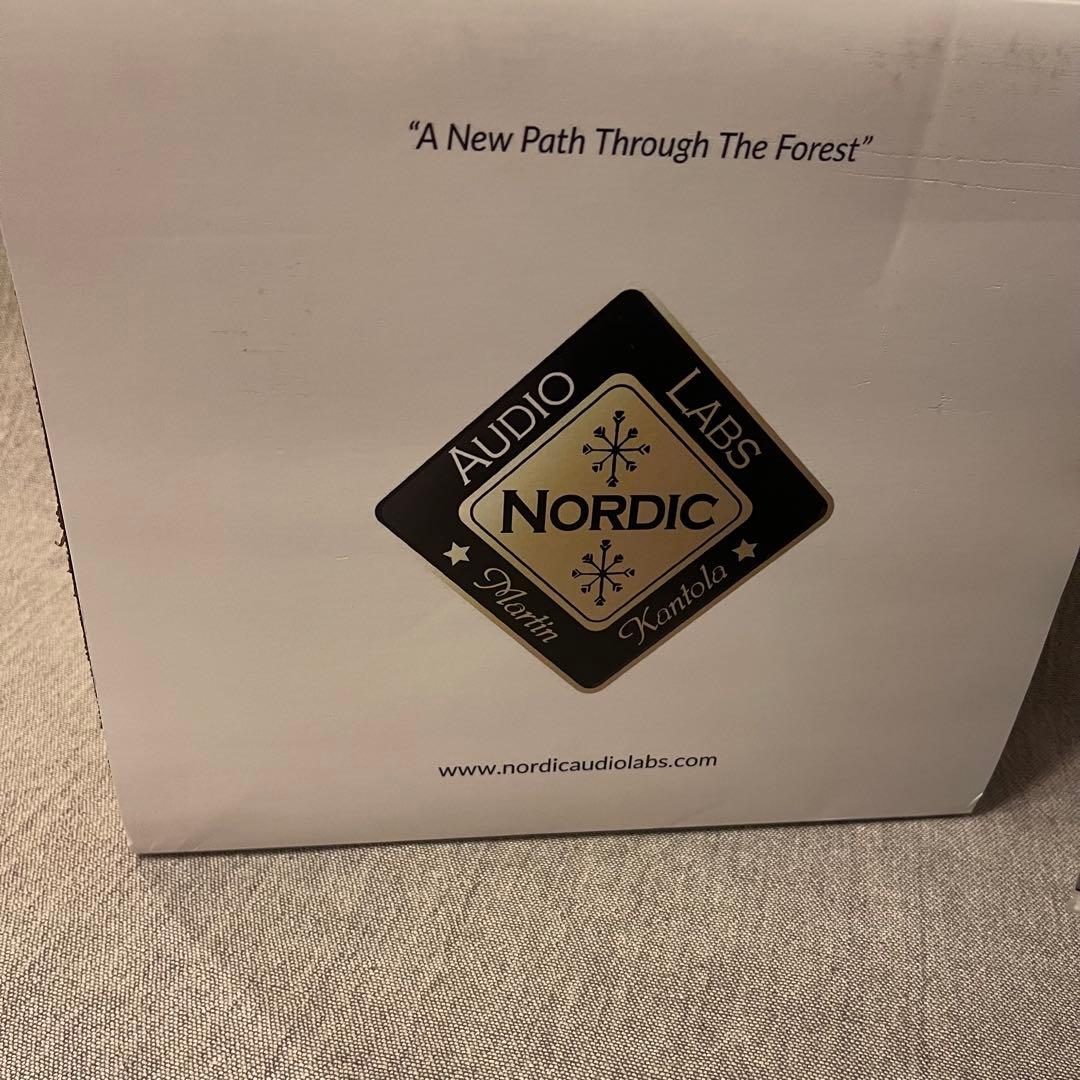 “A New Path Through The Forest”
AUDIO LABS
NORDIC
Martin Kantola
www.nordicaudiolabs.com